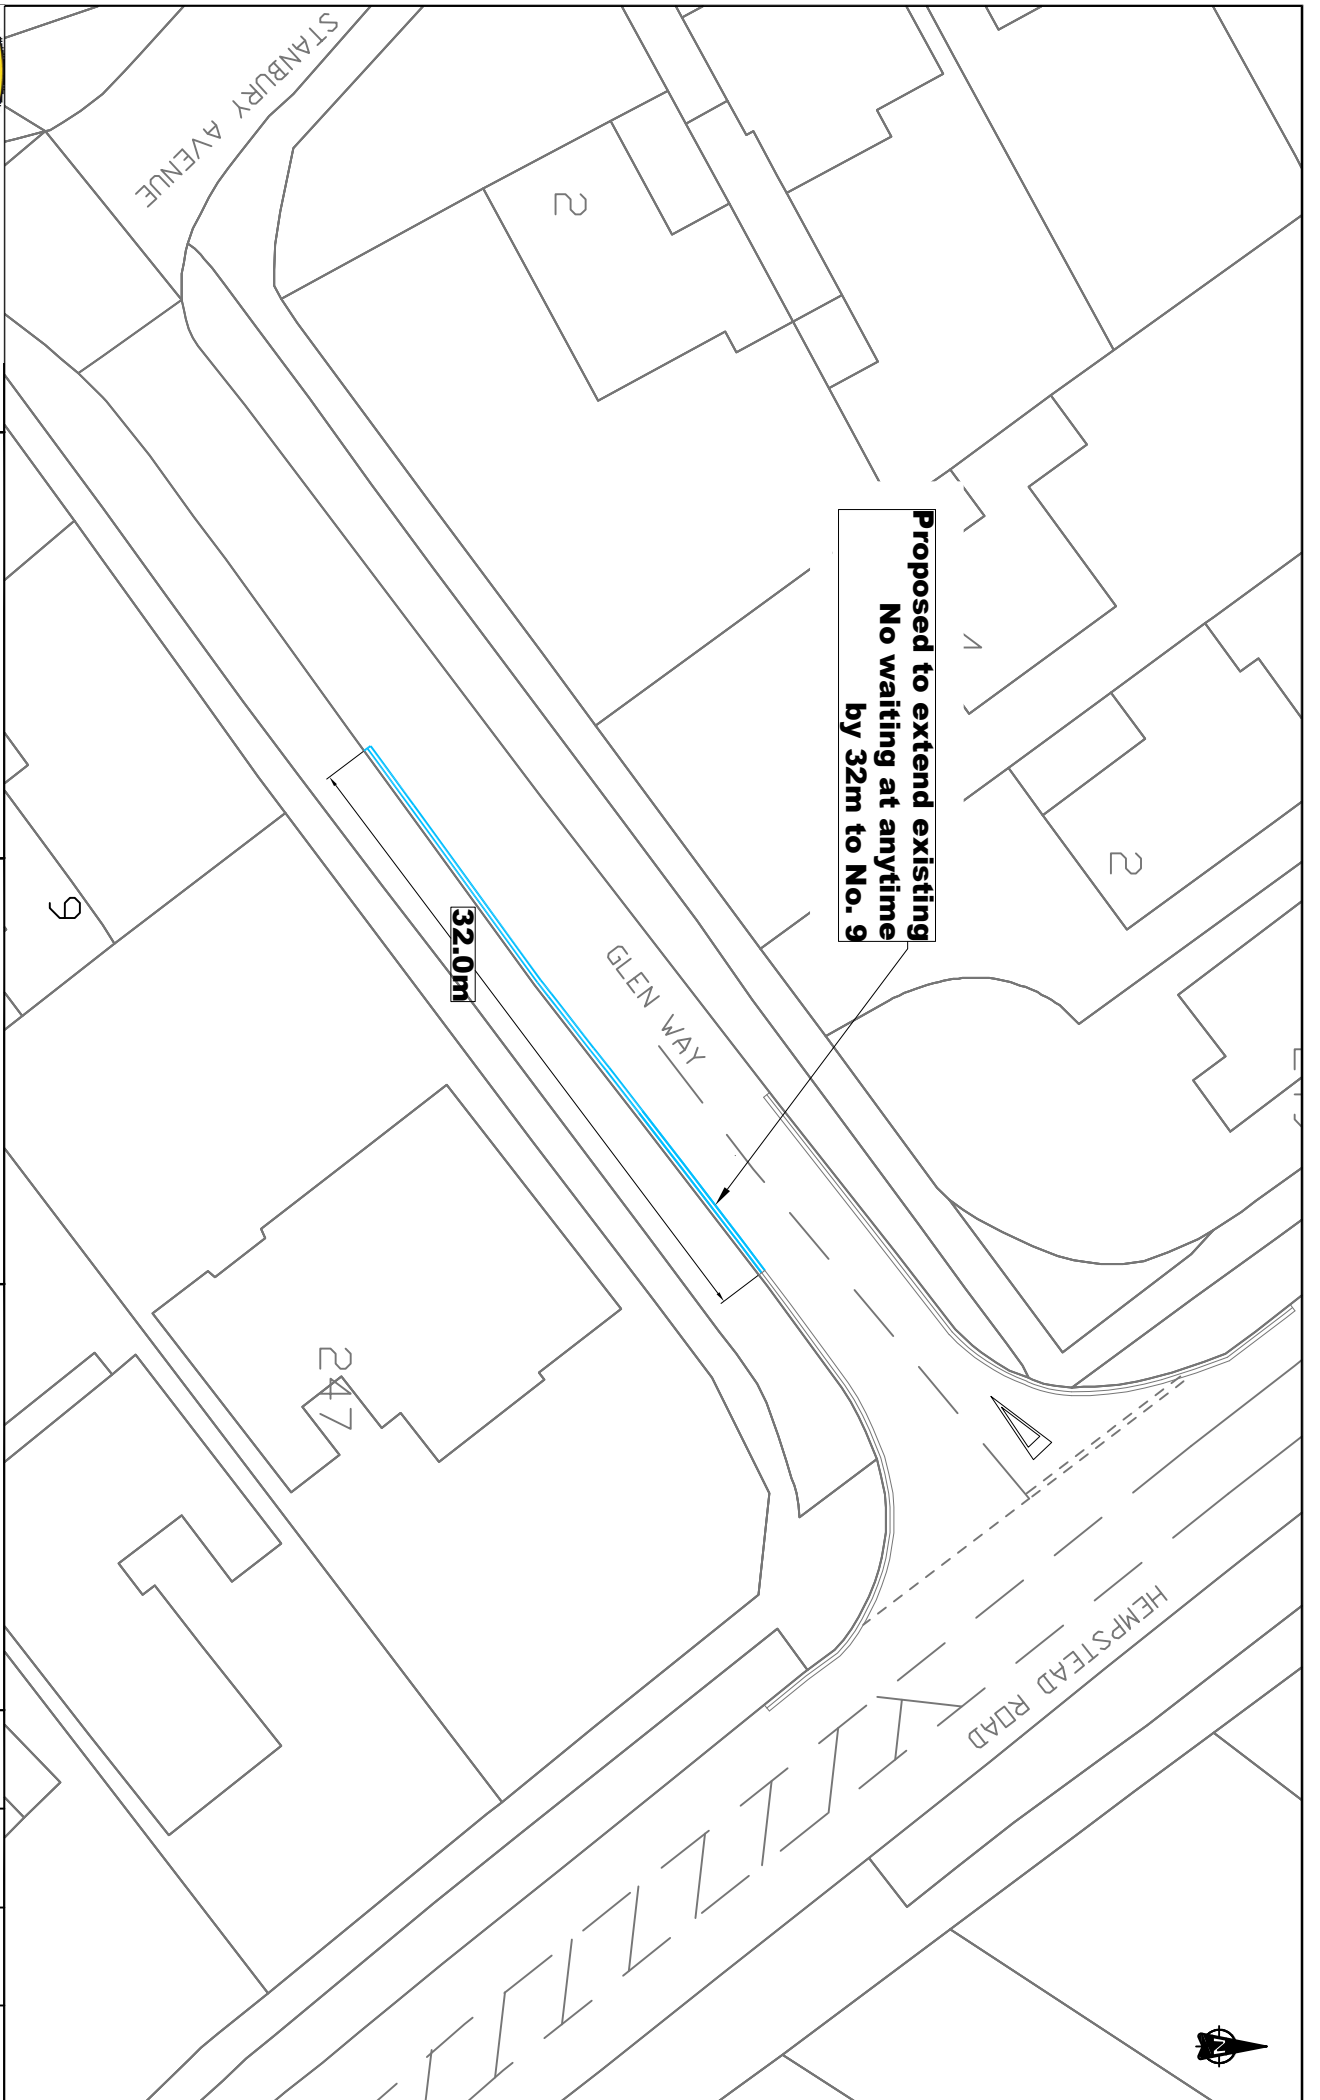 STANBURY AVENUE
2
Proposed to extend existing
No waiting at anytime
by 32m to No. 9
2
9
32.0m
GLEN WAY
247
HEMPSTEAD ROAD
N